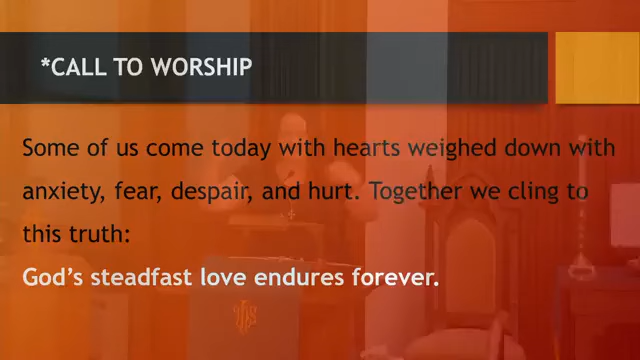 *CALL TO WORSHIP
Some of us come today with hearts weighed down with
anxiety, fear, despair, and hurt. Together we cling to
this truth:
God’s steadfast love endures forever.
IHS